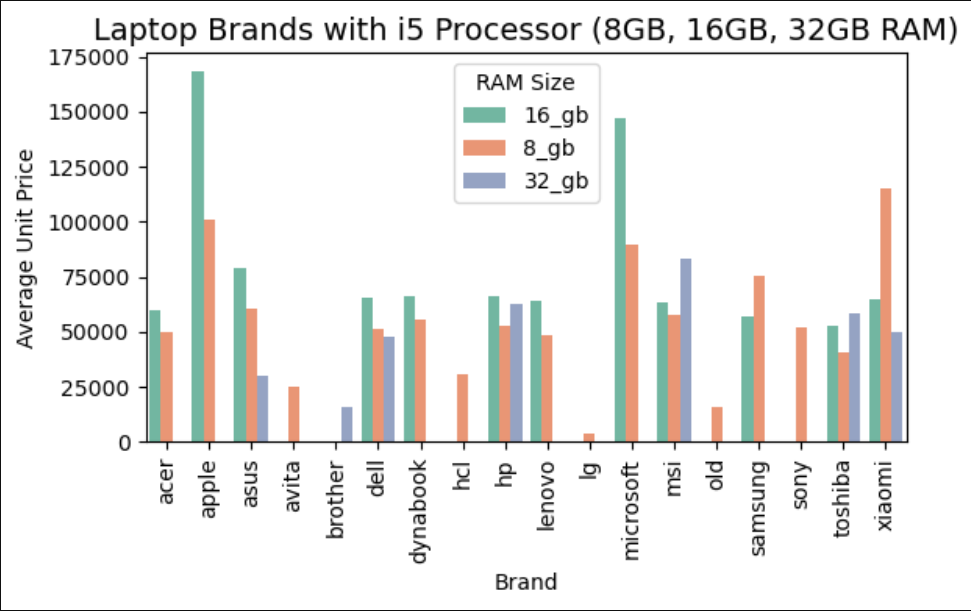 Laptop Brands with i5 Processor (8GB, 16GB, 32GB RAM)
175000
150000
125000
100000
75000
50000
25000
0
Average Unit Price
RAM Size
16_gb
8_gb
32_gb
acer
apple
asus
avita
brother
dell
dynabook
hcl
hp
lenovo
lg
microsoft
msi
old
samsung
sony
toshiba
xiaomi
Brand